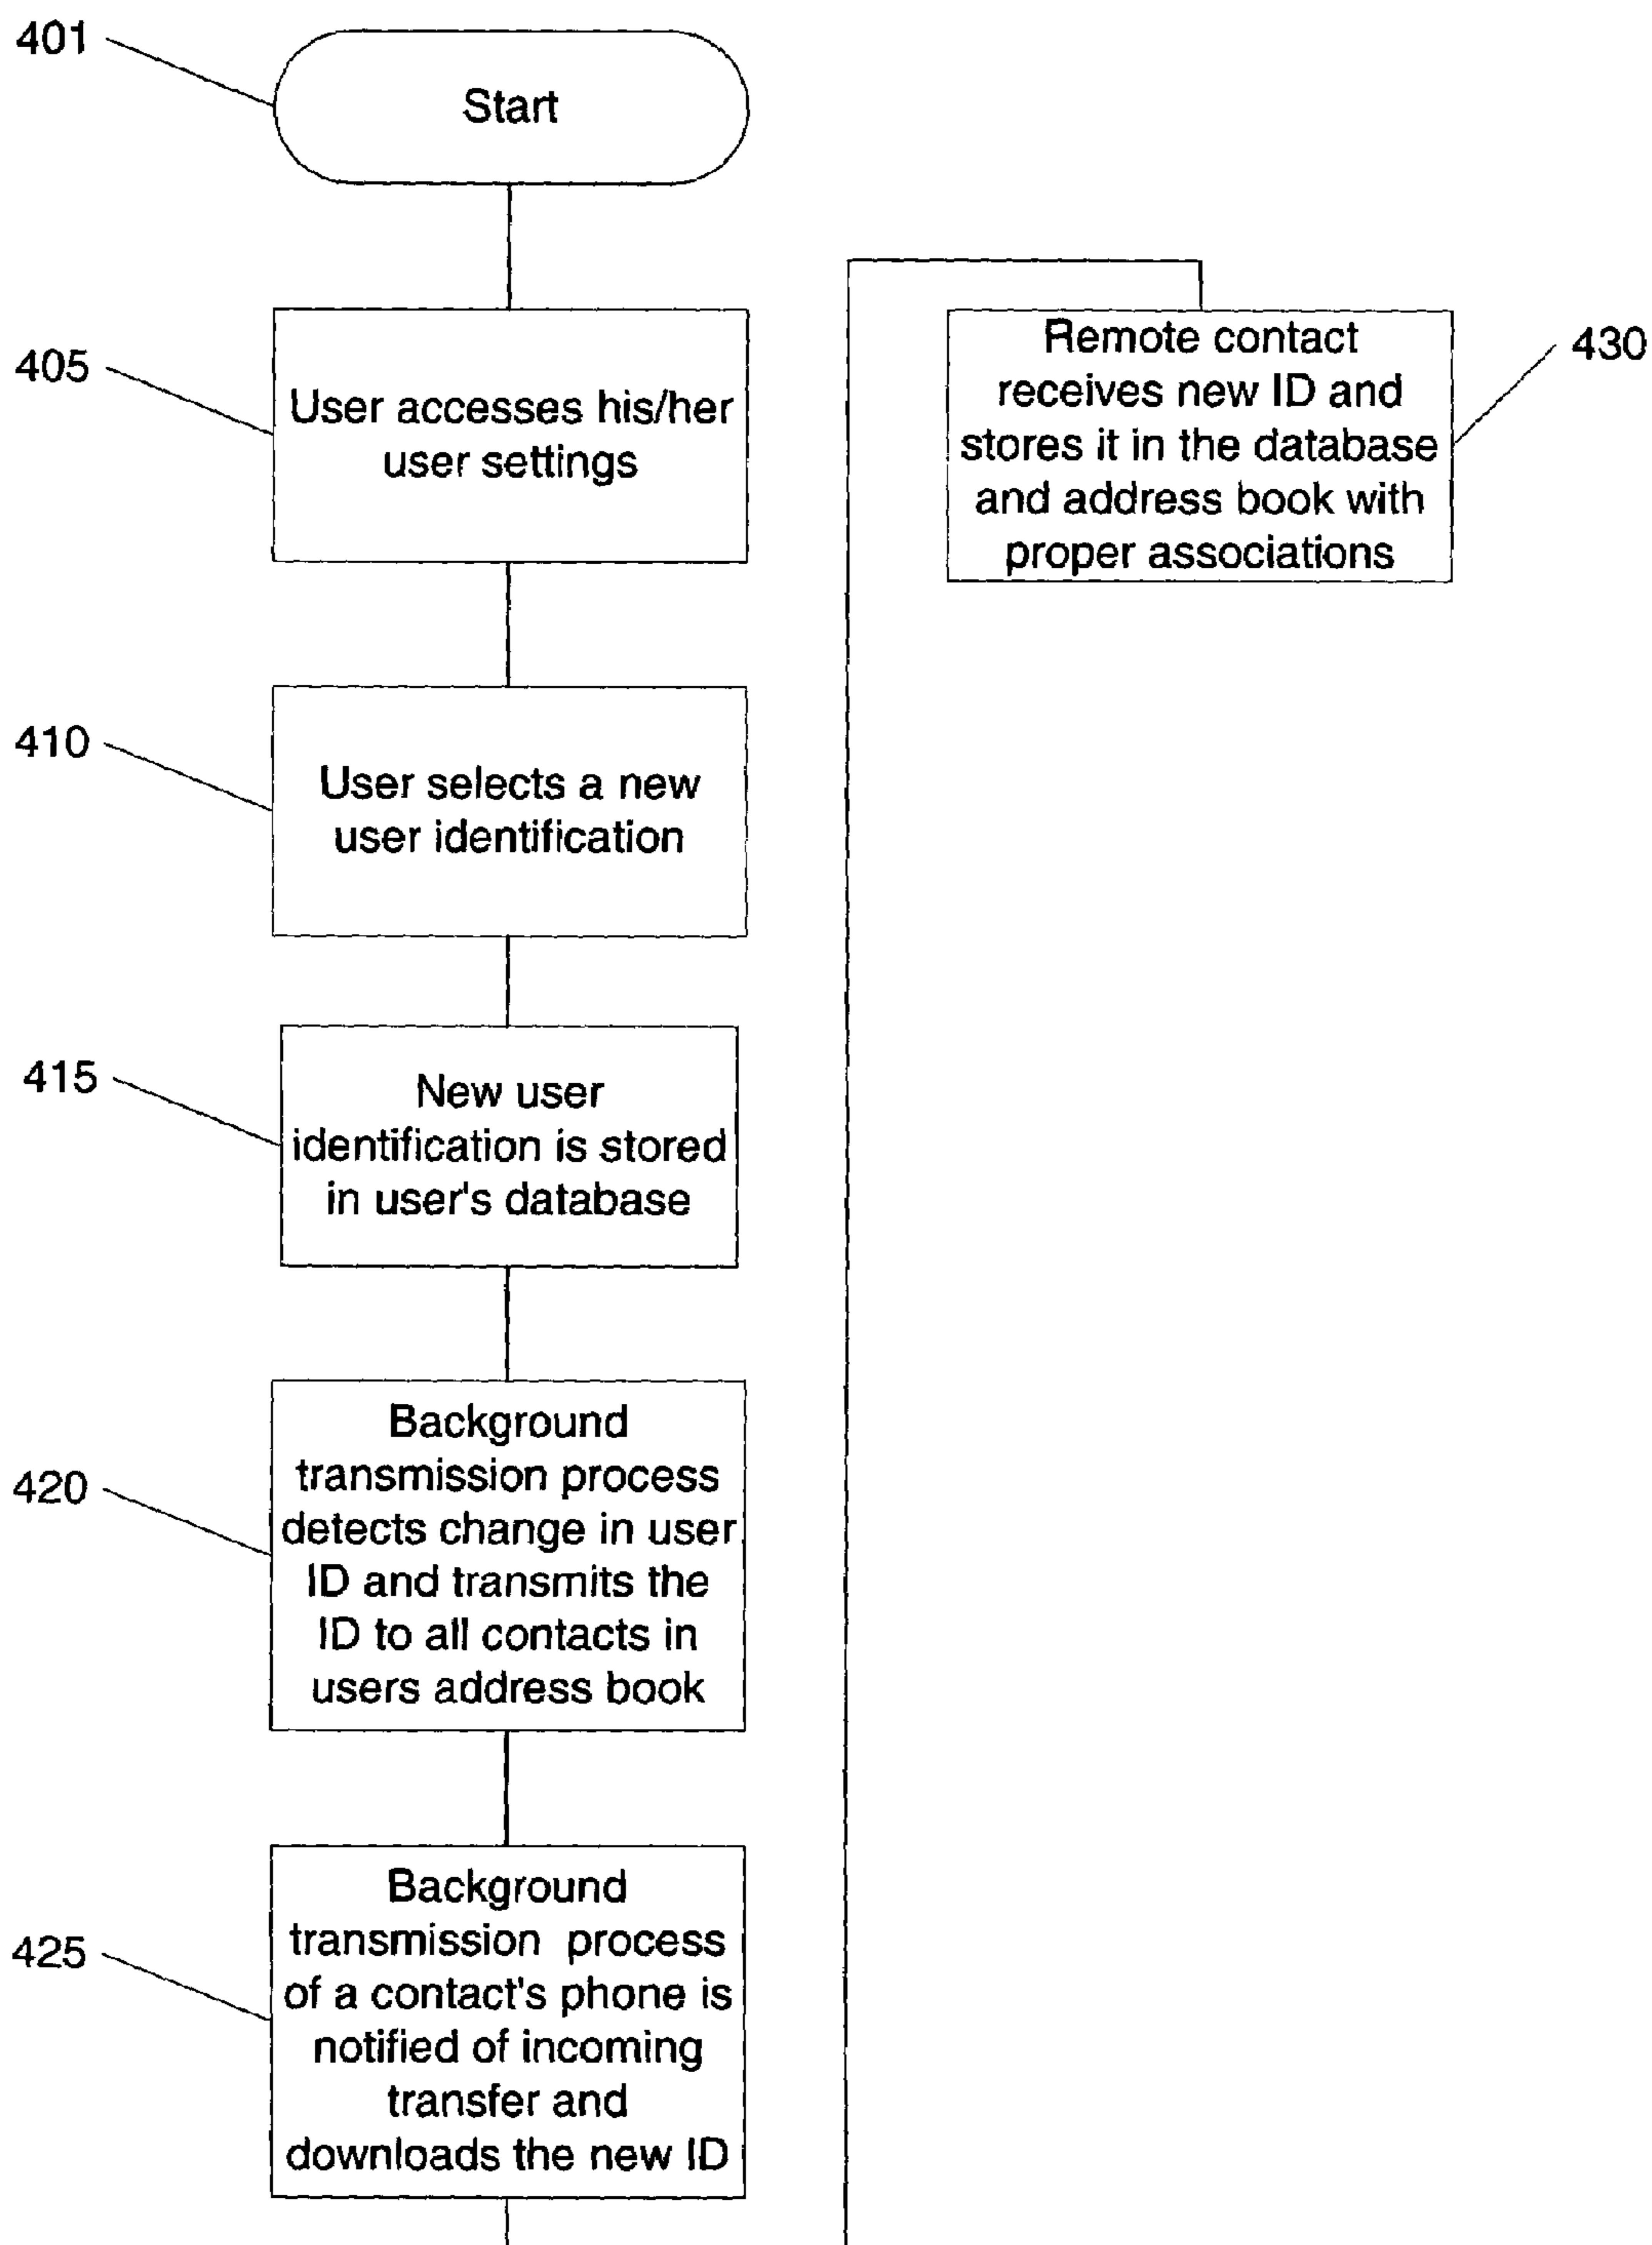 401
Start
405
User accesses his/her
user settings
410
User selects a new
user identification
415
New user
identification is stored
in user's database
420
Background
transmission process
detects change in user
ID and transmits the
ID to all contacts in
users address book
425
Background
transmission process
of a contact's phone is
notified of incoming
transfer and
downloads the new ID
Remote contact
receives new ID and
stores it in the database
and address book with
proper associations
430